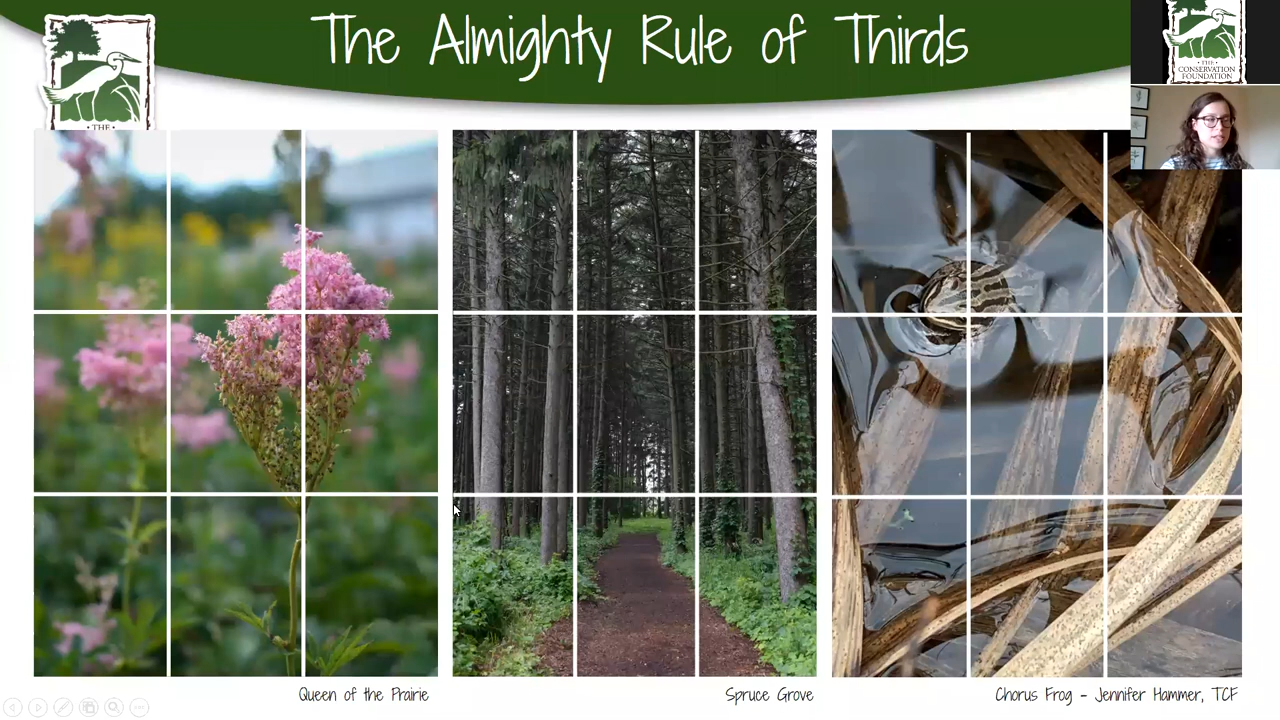 The Almighty Rule of Thirds
• THE •
• THE •
CONSERVATION
FOUNDATION
Queen of the Prairie
Spruce Grove
Chorus Frog - Jennifer Hammer, TCF